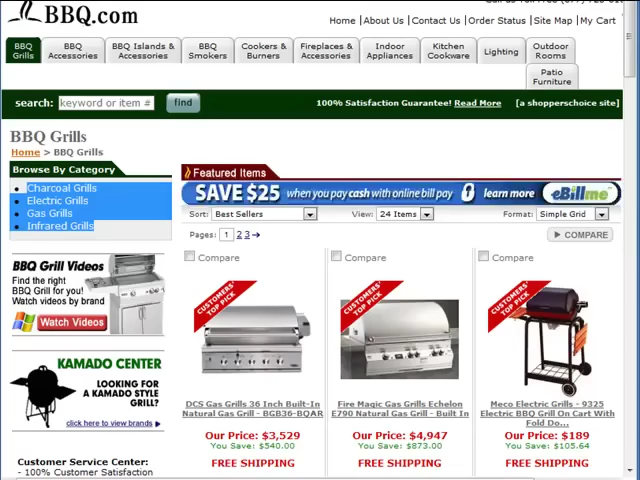 BBQ.com
Home | About Us | Contact Us | Order Status | Site Map | My Cart
BBQ Grills
BBQ Accessories
BBQ Islands & Accessories
BBQ Smokers
Cookers & Burners
Fireplaces & Accessories
Indoor Appliances
Kitchen Cookware
Lighting
Outdoor Rooms
Patio Furniture
search: keyword or item # find 100% Satisfaction Guarantee! Read More [a shopperschoice site]
BBQ Grills
Home > BBQ Grills
Browse By Category
Charcoal Grills
Electric Grills
Gas Grills
Infrared Grills
BBQ Grill Videos
Find the right
BBQ Grill for you!
Watch videos by brand
Watch Videos
KAMADO CENTER
LOOKING FOR
A KAMADO STYLE
GRILL?
click here to view brands
Customer Service Center:
- 100% Customer Satisfaction
Featured Items
SAVE $25 when you pay cash with online bill pay learn more eBillme
Sort: Best Sellers View: 24 Items Format: Simple Grid
Pages: 1 2 3 COMPARE
Compare Compare Compare
CUSTOMERS' TOP PICK
CUSTOMERS' TOP PICK
CUSTOMERS' TOP PICK
DCS Gas Grills 36 Inch Built-In
Natural Gas Grill - BGB36-BQAR
Our Price: $3,529
You Save: $540.00
FREE SHIPPING
Fire Magic Gas Grills Echelon
E790 Natural Gas Grill - Built In
Our Price: $4,947
You Save: $873.00
FREE SHIPPING
Meco Electric Grills - 9325
Electric BBQ Grill On Cart With
Fold Do...
Our Price: $189
You Save: $105.64
FREE SHIPPING